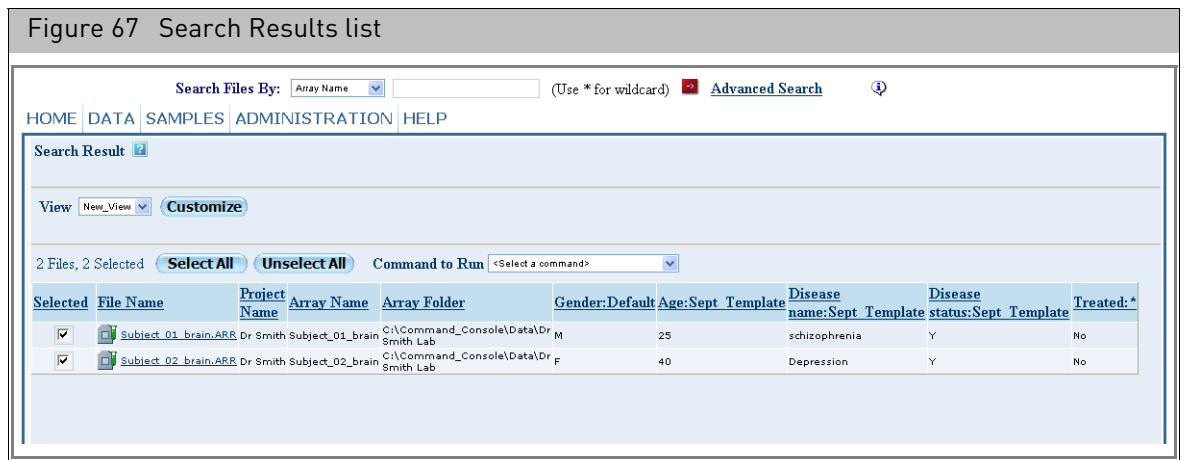 Figure 67 Search Results list
Search Files By: Array Name (Use * for wildcard) Advanced Search
HOME DATA SAMPLES ADMINISTRATION HELP
Search Result ?
View New_View Customize
2 Files, 2 Selected Select All Unselect All Command to Run <Select a command>
Selected File Name Project Name Array Name Array Folder Gender:Default Age:Sept_Template Disease name:Sept_Template Disease status:Sept_Template Treated:*
Subject_01_brain.ARR Dr Smith Subject_01_brain C:\Command_Console\Data\Dr Smith Lab M 25 schizophrenia Y No
Subject_02_brain.ARR Dr Smith Subject_02_brain C:\Command_Console\Data\Dr Smith Lab F 40 Depression Y No